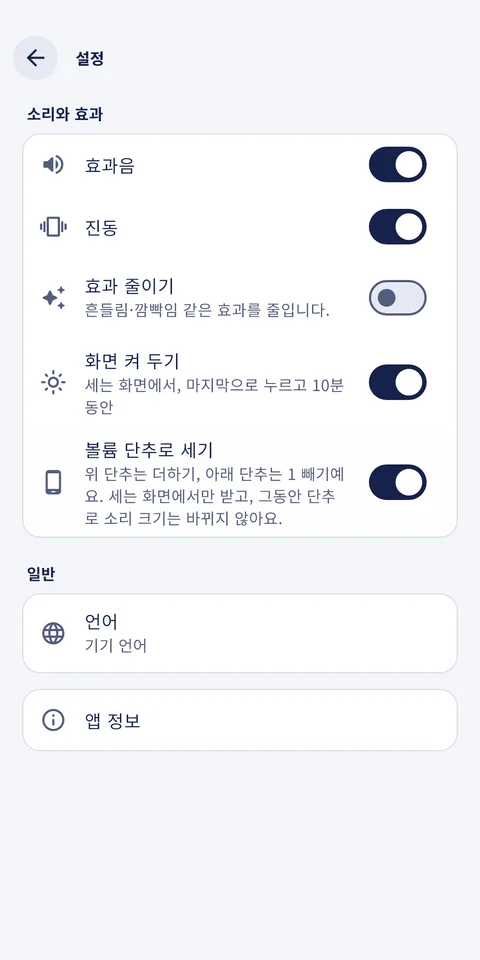 설정
소리와 효과
효과음
진동
효과 줄이기
흔들림·깜빡임 같은 효과를 줄입니다.
화면 켜 두기
세는 화면에서, 마지막으로 누르고 10분
동안
볼륨 단추로 세기
위 단추는 더하기, 아래 단추는 1 빼기예
요. 세는 화면에서만 받고, 그동안 단추
로 소리 크기는 바뀌지 않아요.
일반
언어
기기 언어
앱 정보